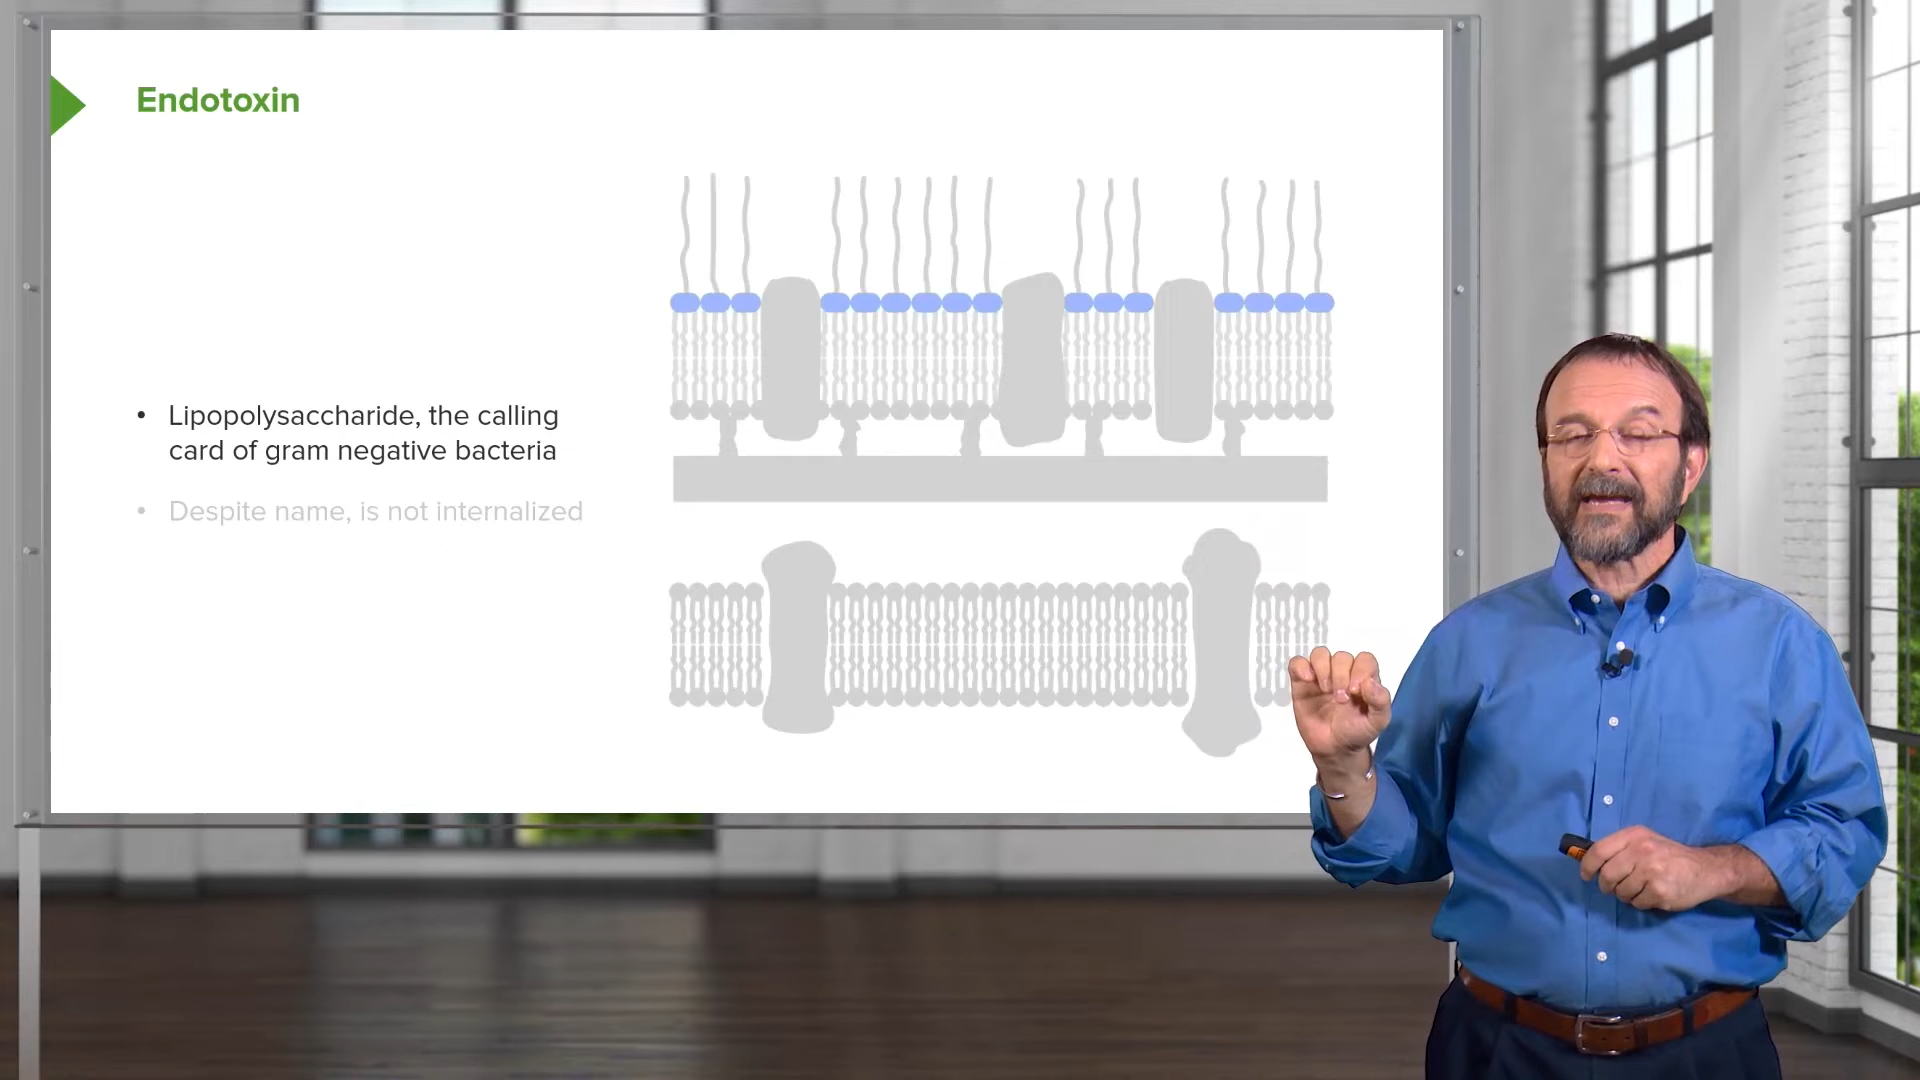 Endotoxin
• Lipopolysaccharide, the calling
card of gram negative bacteria
• Despite name, is not internalized